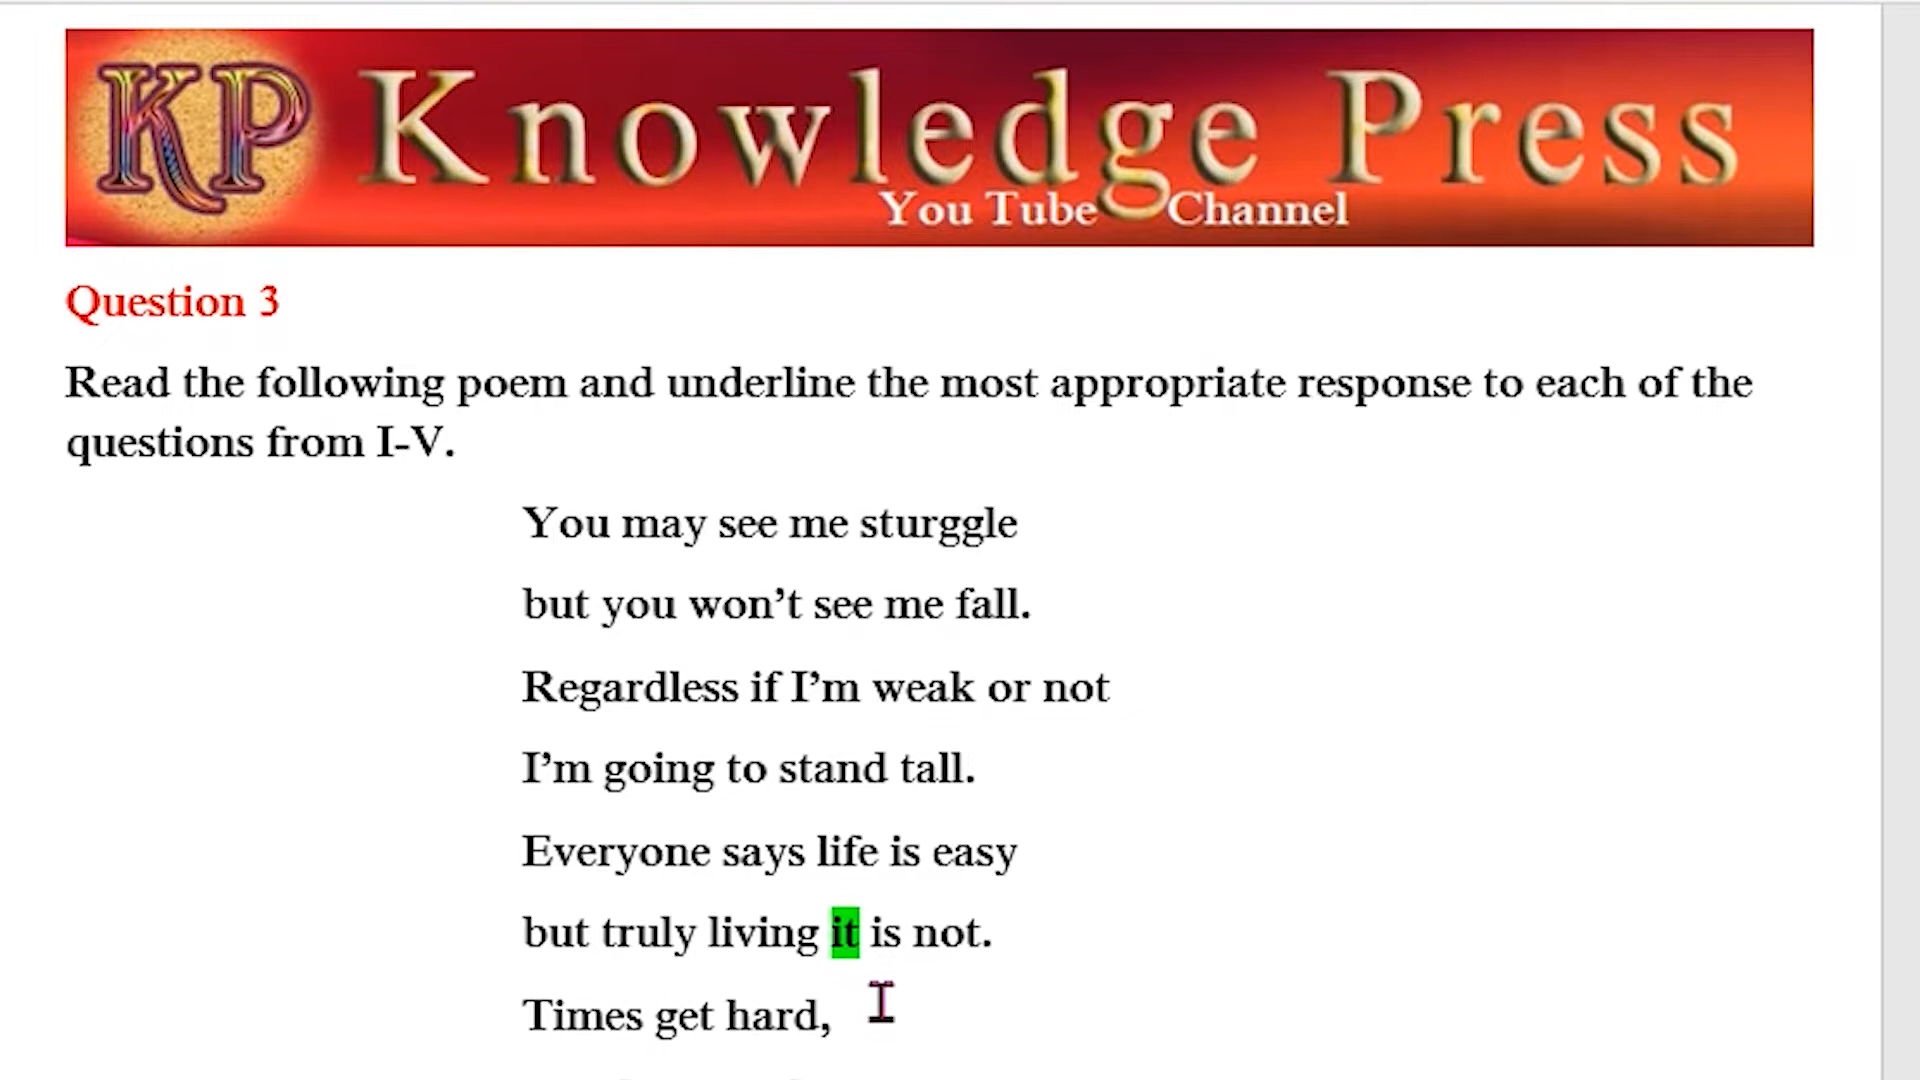 KP Knowledge Press
You Tube Channel
Question 3
Read the following poem and underline the most appropriate response to each of the
questions from I-V.
You may see me sturggle
but you won’t see me fall.
Regardless if I’m weak or not
I’m going to stand tall.
Everyone says life is easy
but truly living it is not.
Times get hard,